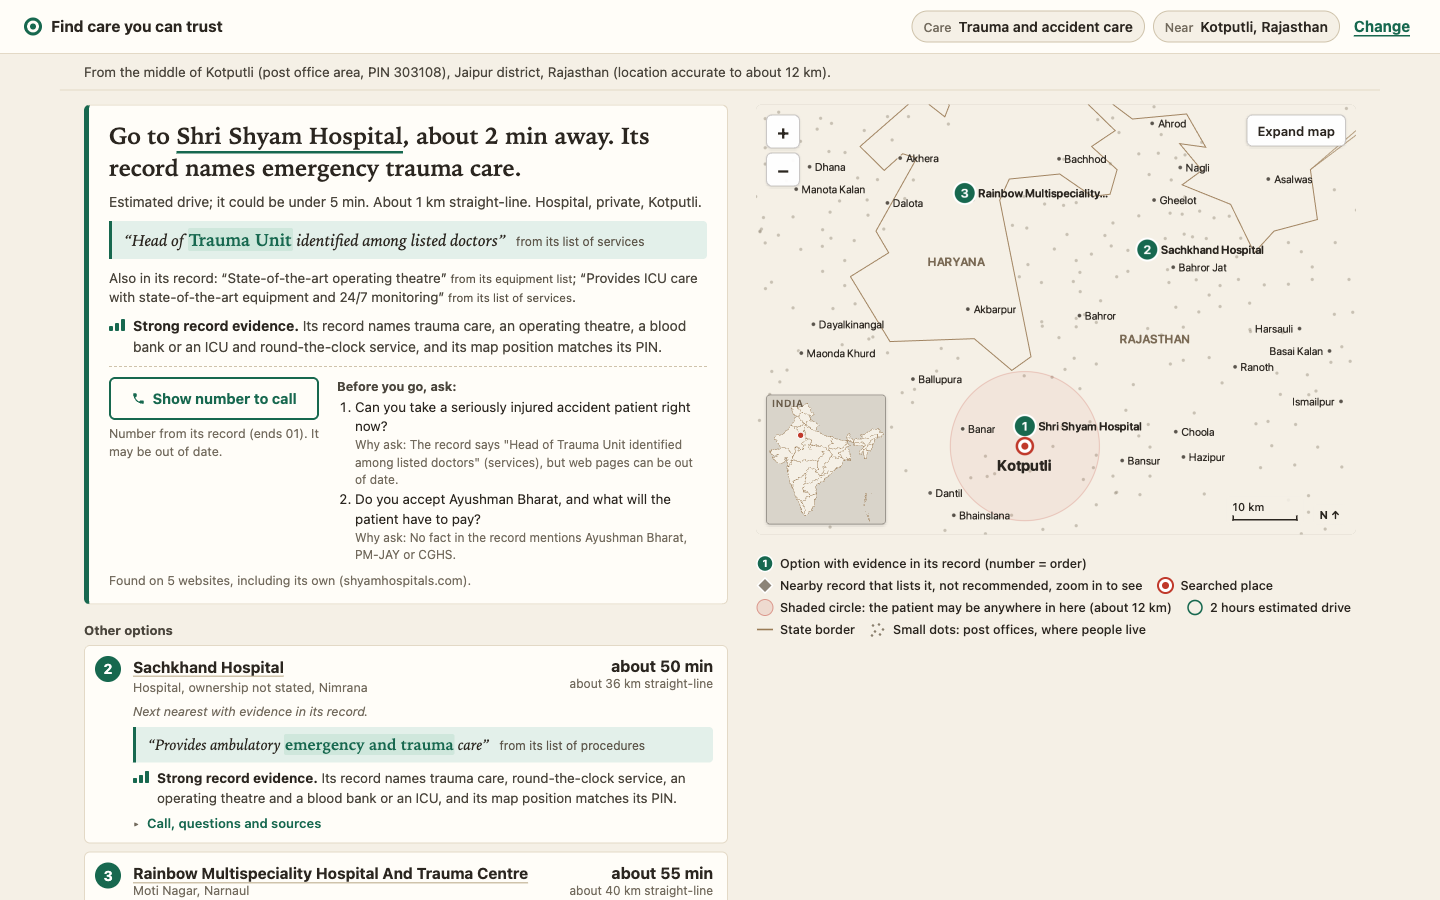 Find care you can trust
Care Trauma and accident care
Near Kotputli, Rajasthan
Change
From the middle of Kotputli (post office area, PIN 303108), Jaipur district, Rajasthan (location accurate to about 12 km).
Go to Shri Shyam Hospital, about 2 min away. Its
record names emergency trauma care.
Estimated drive; it could be under 5 min. About 1 km straight-line. Hospital, private, Kotputli.
“Head of Trauma Unit identified among listed doctors” from its list of services
Also in its record: “State-of-the-art operating theatre” from its equipment list; “Provides ICU care
with state-of-the-art equipment and 24/7 monitoring” from its list of services.
Strong record evidence. Its record names trauma care, an operating theatre, a blood
bank or an ICU and round-the-clock service, and its map position matches its PIN.
Show number to call
Number from its record (ends 01). It
may be out of date.
Before you go, ask:
1. Can you take a seriously injured accident patient right
now?
Why ask: The record says "Head of Trauma Unit identified
among listed doctors" (services), but web pages can be out
of date.
2. Do you accept Ayushman Bharat, and what will the
patient have to pay?
Why ask: No fact in the record mentions Ayushman Bharat,
PM-JAY or CGHS.
Found on 5 websites, including its own (shyamhospitals.com).
Other options
2
Sachkhand Hospital
about 50 min
Hospital, ownership not stated, Nimrana
about 36 km straight-line
Next nearest with evidence in its record.
“Provides ambulatory emergency and trauma care” from its list of procedures
Strong record evidence. Its record names trauma care, round-the-clock service, an
operating theatre and a blood bank or an ICU, and its map position matches its PIN.
Call, questions and sources
3
Rainbow Multispeciality Hospital And Trauma Centre
about 55 min
Moti Nagar, Narnaul
about 40 km straight-line
+
−
Expand map
Ahrod
Akhera
Bachhod
Dhana
Nagli
Asalwas
Manota Kalan
3 Rainbow Multispeciality...
Dalota
Gheelot
2 Sachkhand Hospital
HARYANA
Bahror Jat
Akbarpur
Bahror
Dayalkinangal
Harsauli
RAJASTHAN
Maonda Khurd
Basai Kalan
Ranoth
Ballupura
INDIA
Ismailpur
1 Shri Shyam Hospital
Banar
Choola
Kotputli
Bansur
Hazipur
Dantil
Bhainslana
10 km
N ↑
1 Option with evidence in its record (number = order)
Nearby record that lists it, not recommended, zoom in to see
Searched place
Shaded circle: the patient may be anywhere in here (about 12 km)
2 hours estimated drive
State border
Small dots: post offices, where people live